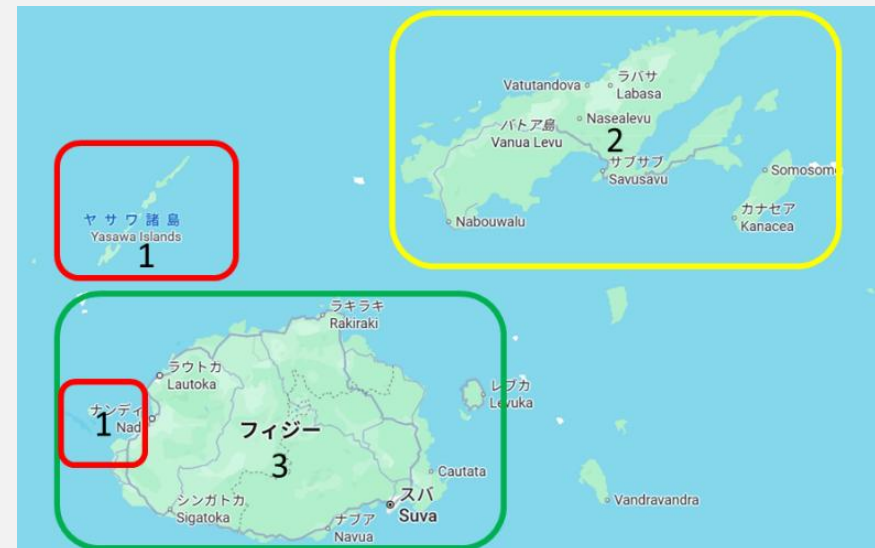 Vatutandova
ラバサ
Labasa
バトア島
Vanua Levu
Nasealevu
2
サブサブ
Savusavu
Somosomo
カナセア
Kanacea
Nabouwalu
ヤサワ諸島
Yasawa Islands
1
ラキラキ
Rakiraki
ラウトカ
Lautoka
レブカ
Levuka
ナンディ
1
フィジー
3
Cautata
シンガトカ
Sigatoka
スバ
Suva
ナブア
Navua
Vandravandra